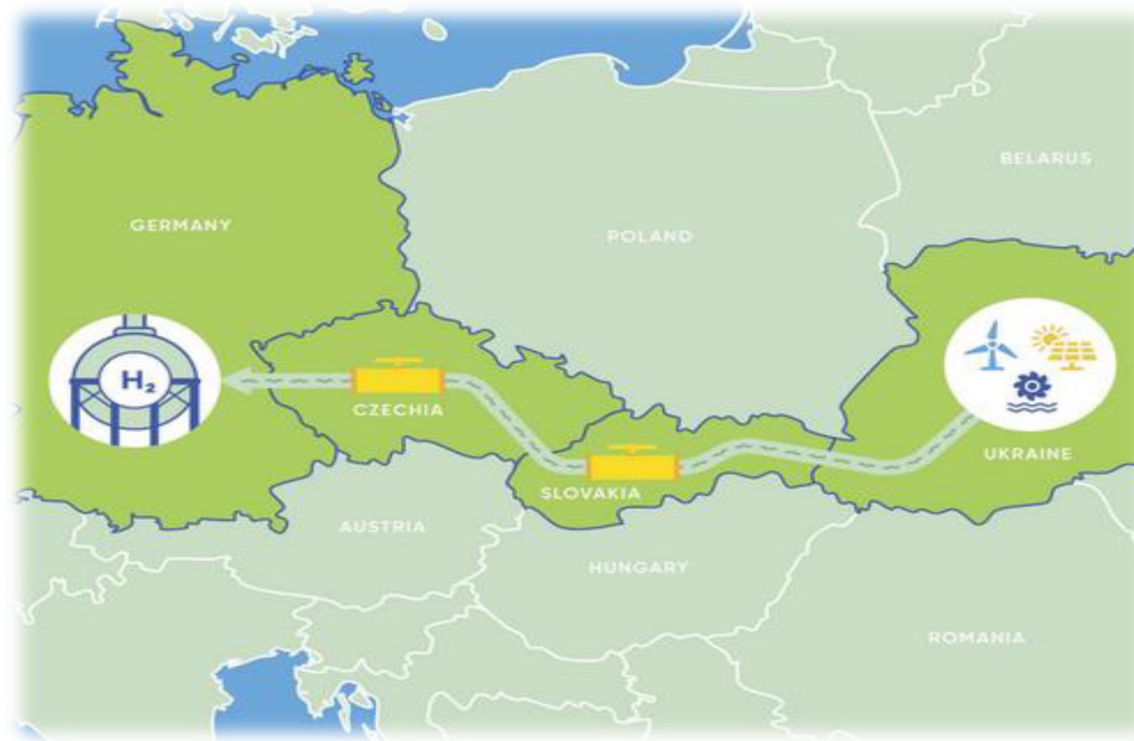 BELARUS
GERMANY
POLAND
H₂
CZECHIA
UKRAINE
SLOVAKIA
AUSTRIA
HUNGARY
ROMANIA